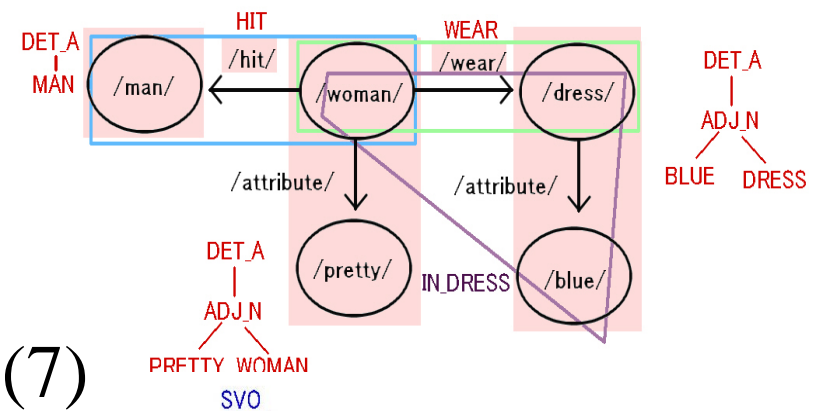 HIT
WEAR
DET_A
MAN
/hit/
/wear/
/man/
/woman/
/dress/
DET_A
ADJ_N
BLUE DRESS
/attribute/
/attribute/
DET_A
ADJ_N
PRETTY WOMAN
/pretty/
IN_DRESS
/blue/
(7)
SVO